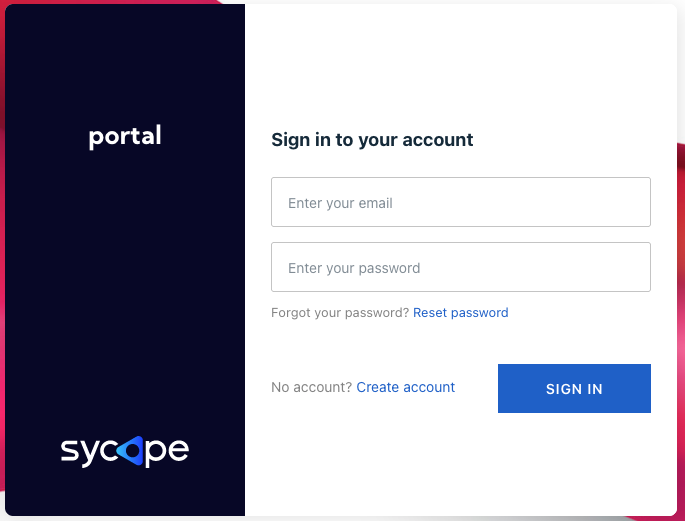 portal
Sign in to your account
Enter your email
Enter your password
Forgot your password? Reset password
No account? Create account
SIGN IN
sycope